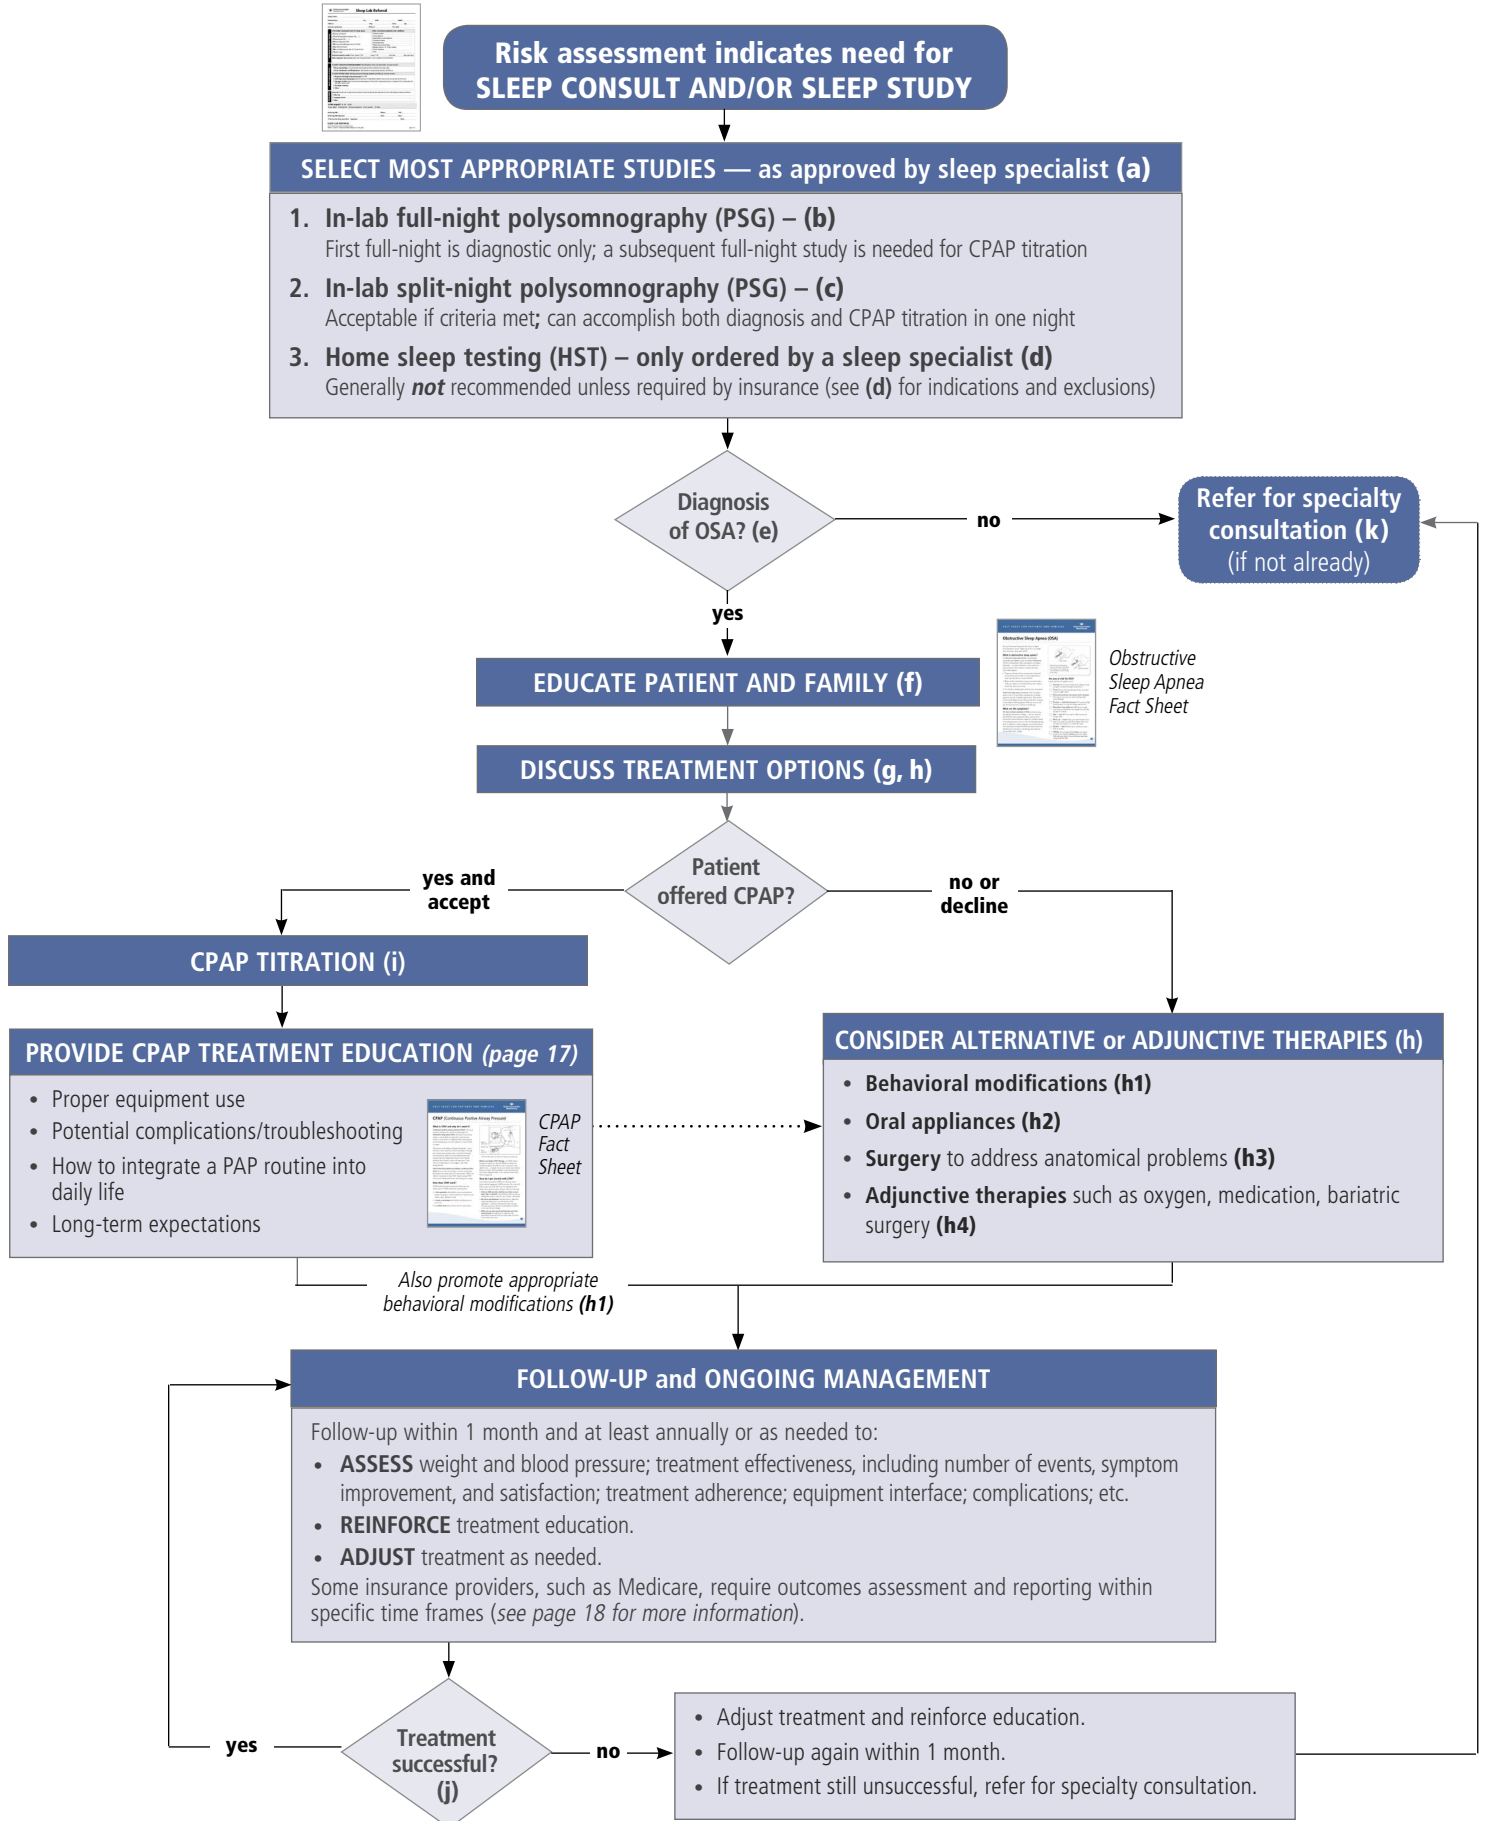 Sleep Lab Referral
Risk assessment indicates need for
SLEEP CONSULT AND/OR SLEEP STUDY
SELECT MOST APPROPRIATE STUDIES — as approved by sleep specialist (a)
1. In-lab full-night polysomnography (PSG) – (b)
First full-night is diagnostic only; a subsequent full-night study is needed for CPAP titration
2. In-lab split-night polysomnography (PSG) – (c)
Acceptable if criteria met; can accomplish both diagnosis and CPAP titration in one night
3. Home sleep testing (HST) – only ordered by a sleep specialist (d)
Generally not recommended unless required by insurance (see (d) for indications and exclusions)
Diagnosis
of OSA? (e)
no
Refer for specialty
consultation (k)
(if not already)
yes
EDUCATE PATIENT AND FAMILY (f)
Obstructive Sleep Apnea (OSA)
Obstructive
Sleep Apnea
Fact Sheet
DISCUSS TREATMENT OPTIONS (g, h)
Patient
offered CPAP?
yes and
accept
no or
decline
CPAP TITRATION (i)
PROVIDE CPAP TREATMENT EDUCATION (page 17)
• Proper equipment use
• Potential complications/troubleshooting
• How to integrate a PAP routine into
daily life
• Long-term expectations
CPAP (Continuous Positive Airway Pressure)
CPAP
Fact
Sheet
CONSIDER ALTERNATIVE or ADJUNCTIVE THERAPIES (h)
• Behavioral modifications (h1)
• Oral appliances (h2)
• Surgery to address anatomical problems (h3)
• Adjunctive therapies such as oxygen, medication, bariatric
surgery (h4)
Also promote appropriate
behavioral modifications (h1)
FOLLOW-UP and ONGOING MANAGEMENT
Follow-up within 1 month and at least annually or as needed to:
• ASSESS weight and blood pressure; treatment effectiveness, including number of events, symptom
improvement, and satisfaction; treatment adherence; equipment interface; complications; etc.
• REINFORCE treatment education.
• ADJUST treatment as needed.
Some insurance providers, such as Medicare, require outcomes assessment and reporting within
specific time frames (see page 18 for more information).
Treatment
successful?
(j)
yes
no
• Adjust treatment and reinforce education.
• Follow-up again within 1 month.
• If treatment still unsuccessful, refer for specialty consultation.